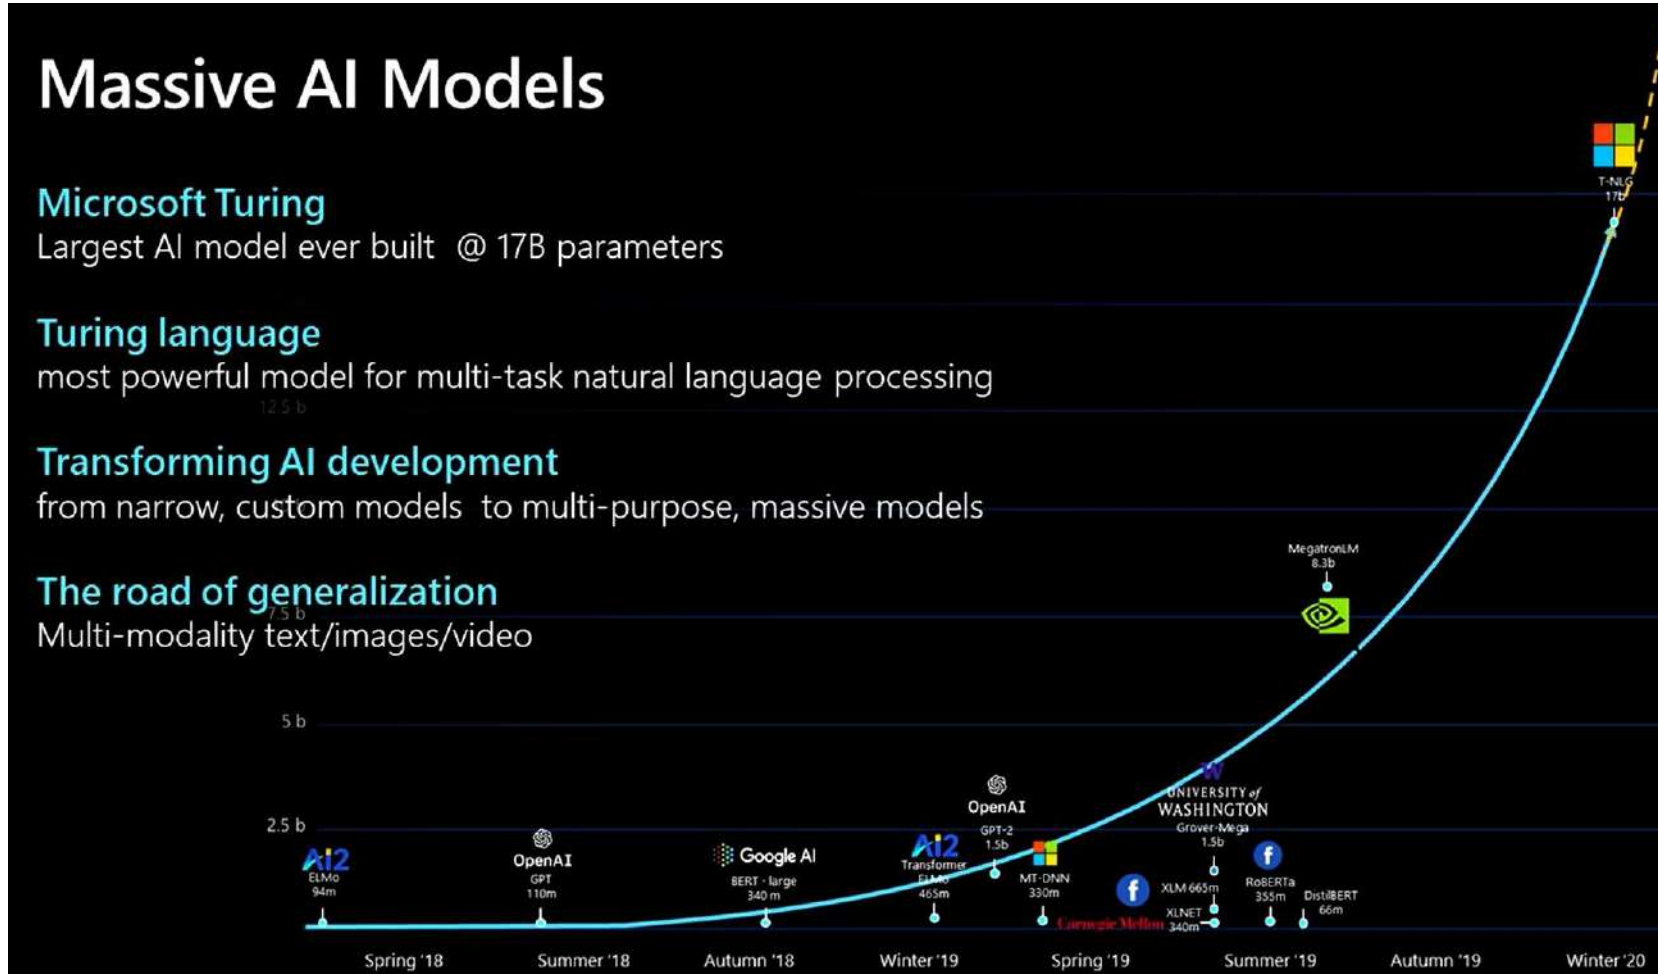 Massive AI Models
Microsoft Turing
Largest AI model ever built @ 17B parameters
Turing language
most powerful model for multi-task natural language processing
Transforming AI development
from narrow, custom models to multi-purpose, massive models
The road of generalization
Multi-modality text/images/video
12.5 b
7.5 b
5 b
2.5 b
Ai2
ELMo
94m
OpenAI
GPT
110m
Google AI
BERT - large
340 m
Ai2
Transformer
ELMo
465m
OpenAI
GPT-2
1.5b
MT-DNN
330m
Carnegie Mellon
XLM 665m
XLNET
340m
W
UNIVERSITY of
WASHINGTON
Grover-Mega
1.5b
f
f
RoBERTa
355m
DistilBERT
66m
MegatronLM
8.3b
T-NLG
17b
Spring '18
Summer '18
Autumn '18
Winter '19
Spring '19
Summer '19
Autumn '19
Winter '20